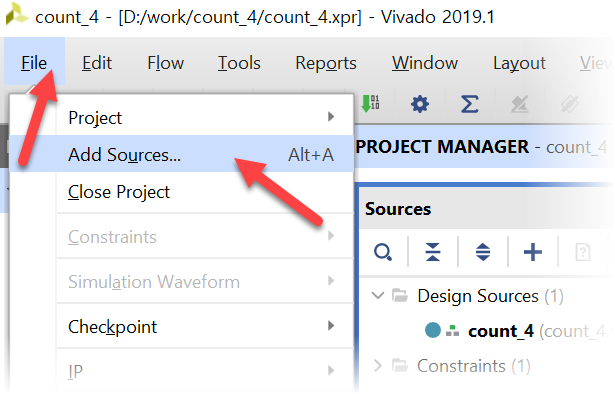 count_4 - [D:/work/count_4/count_4.xpr] - Vivado 2019.1
File Edit Flow Tools Reports Window Layout View
Project
Add Sources... Alt+A
Close Project
Constraints
Simulation Waveform
Checkpoint
IP
PROJECT MANAGER - count_4
Sources
Design Sources (1)
count_4 (count_4.
Constraints (1)